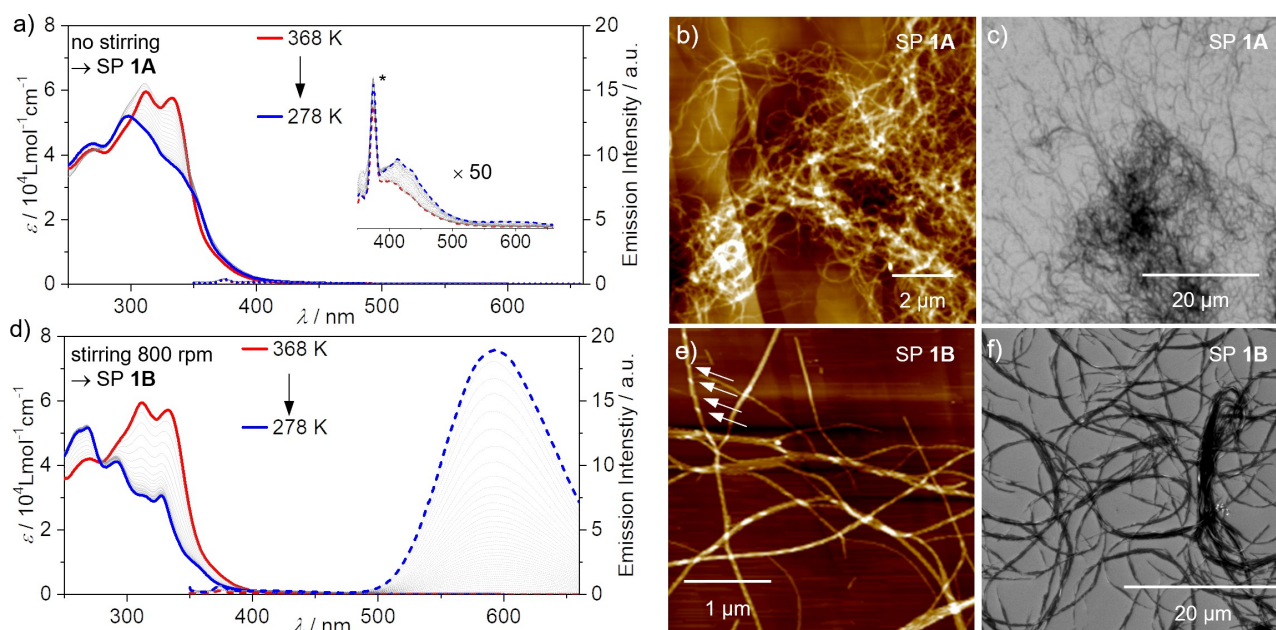 a)
no stirring
→ SP 1A
368 K
278 K
*
× 50
400 500 600
8
6
4
2
0
20
15
10
5
0
ε / 10⁴Lmol⁻¹cm⁻¹
Emission Intensity / a.u.
300 400 500 600
λ / nm
b)
SP 1A
2 µm
c)
SP 1A
20 µm
d)
stirring 800 rpm
→ SP 1B
368 K
278 K
8
6
4
2
0
20
15
10
5
0
ε / 10⁴Lmol⁻¹cm⁻¹
Emission Intenstiy / a.u.
300 400 500 600
λ / nm
e)
SP 1B
1 µm
f)
SP 1B
20 µm